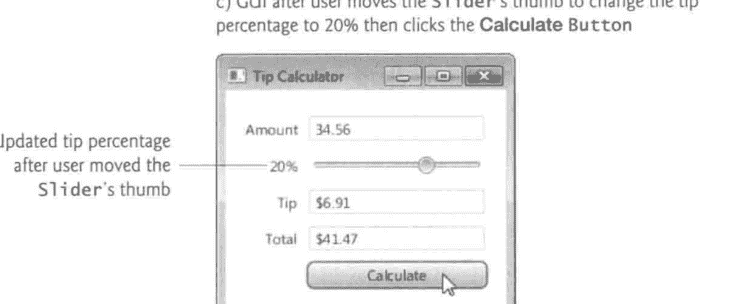 c) GUI after user moves the Slider's thumb to change the tip
percentage to 20% then clicks the Calculate Button
Tip Calculator
Amount 34.56
Updated tip percentage
after user moved the
Slider's thumb
20%
Tip $6.91
Total $41.47
Calculate